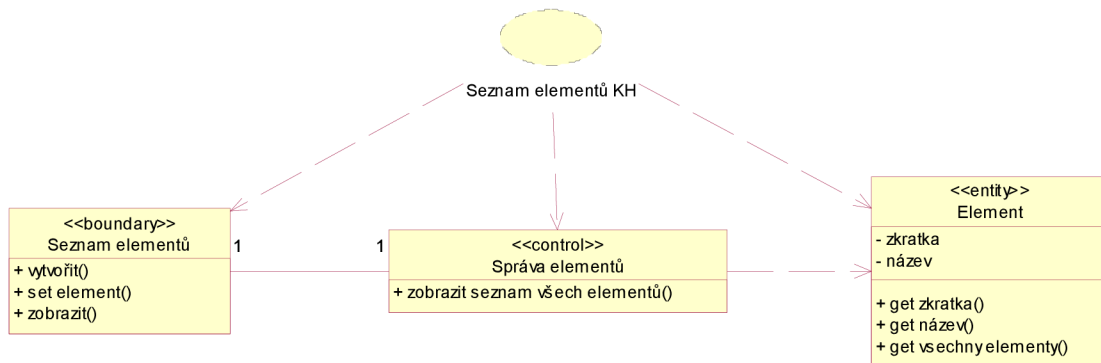 Seznam elementů KH
<<boundary>>
Seznam elementů
+ vytvořit()
+ set element()
+ zobrazit()
1
1
<<control>>
Správa elementů
+ zobrazit seznam všech elementů()
<<entity>>
Element
- zkratka
- název
+ get zkratka()
+ get název()
+ get vsechny elementy()